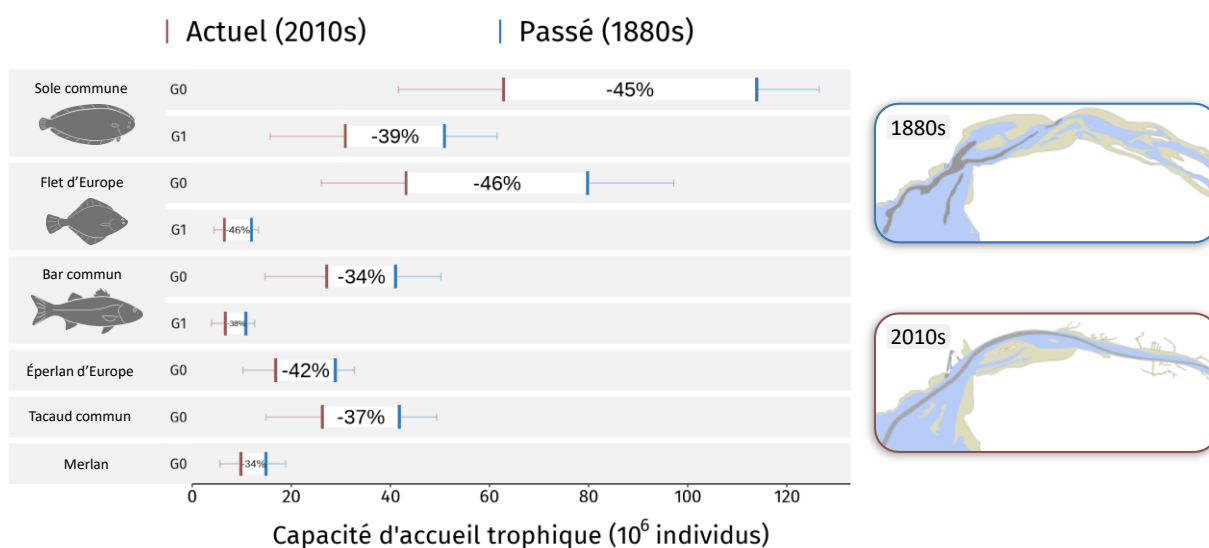 Actuel (2010s)
Passé (1880s)
Sole commune
G0
-45%
G1
-39%
Flet d’Europe
G0
-46%
G1
-46%
Bar commun
G0
-34%
G1
-38%
Éperlan d’Europe
G0
-42%
Tacaud commun
G0
-37%
Merlan
G0
-34%
0 20 40 60 80 100 120
Capacité d'accueil trophique (10⁶ individus)
1880s
2010s